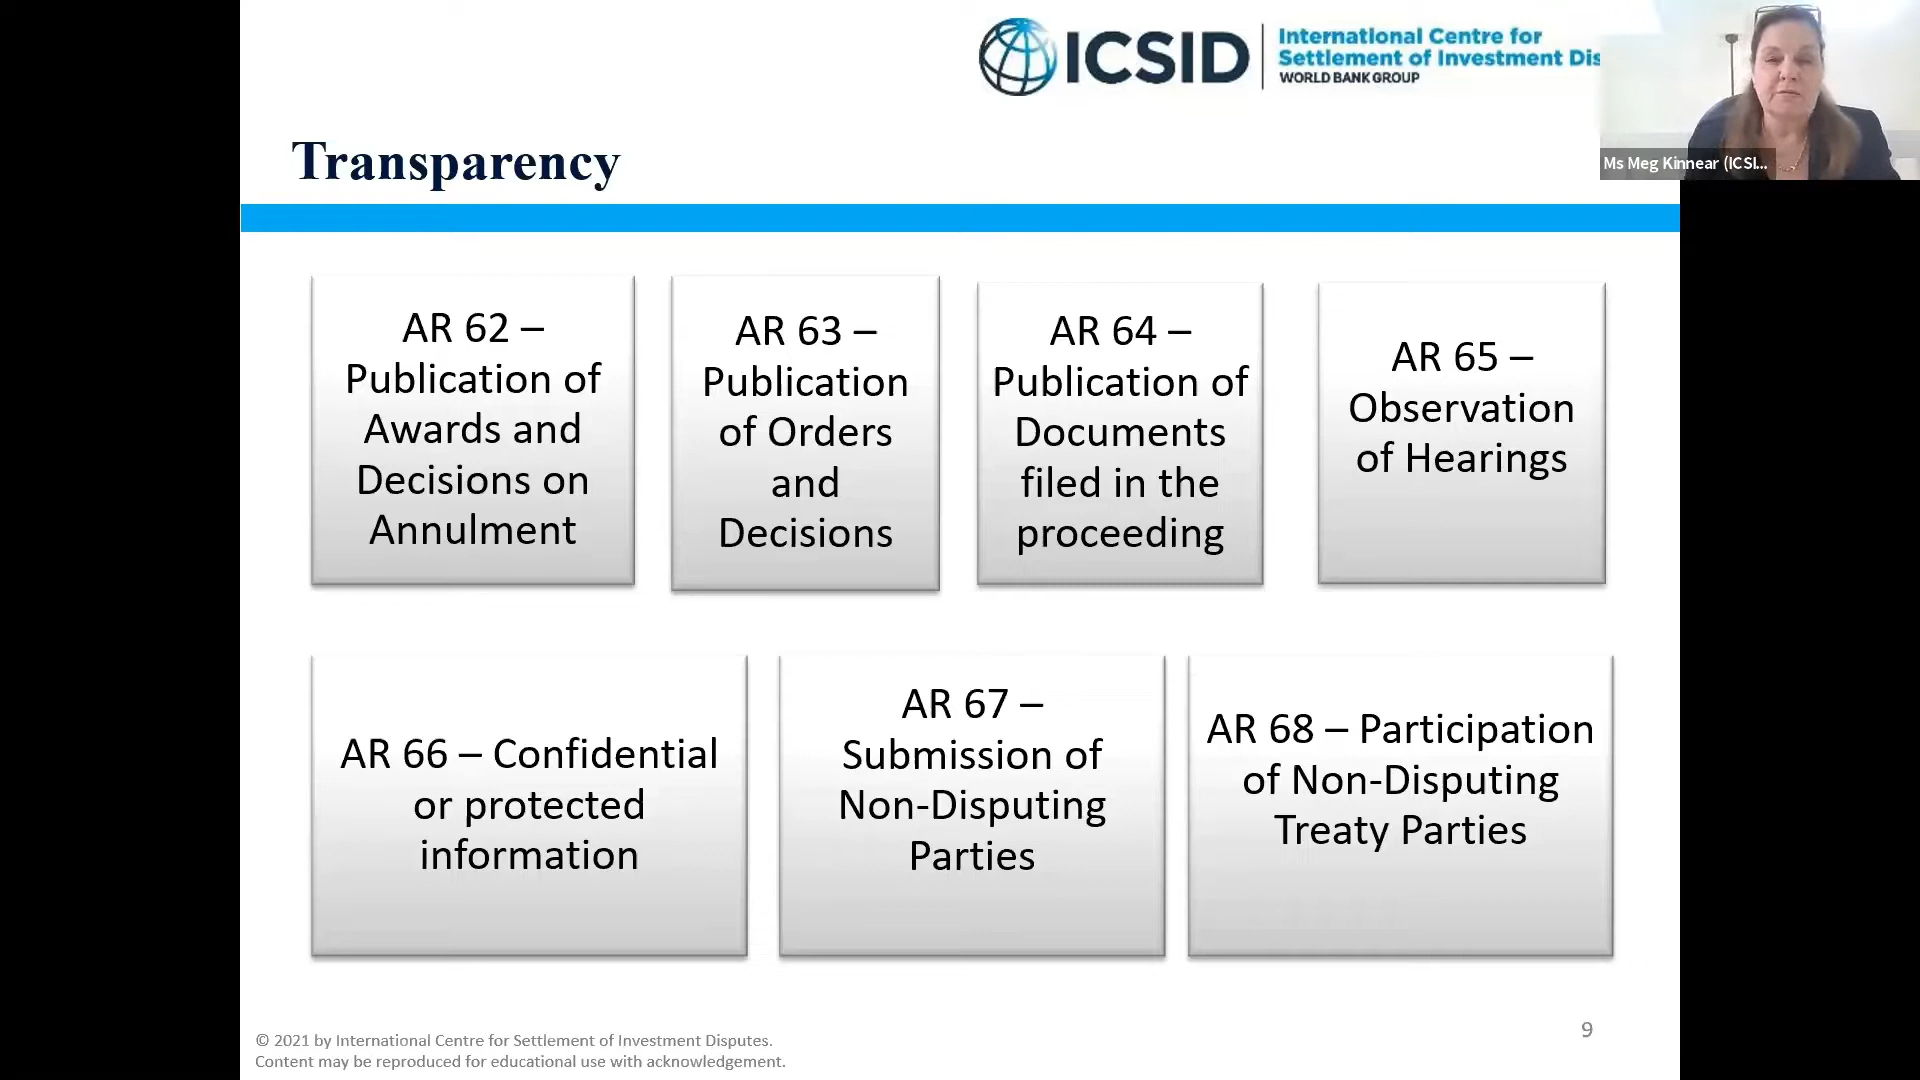 ICSID
International Centre for
Settlement of Investment Dis
WORLD BANK GROUP
Ms Meg Kinnear (ICSI...
Transparency
AR 62 –
Publication of
Awards and
Decisions on
Annulment
AR 63 –
Publication
of Orders
and
Decisions
AR 64 –
Publication of
Documents
filed in the
proceeding
AR 65 –
Observation
of Hearings
AR 66 – Confidential
or protected
information
AR 67 –
Submission of
Non-Disputing
Parties
AR 68 – Participation
of Non-Disputing
Treaty Parties
© 2021 by International Centre for Settlement of Investment Disputes.
Content may be reproduced for educational use with acknowledgement.
9